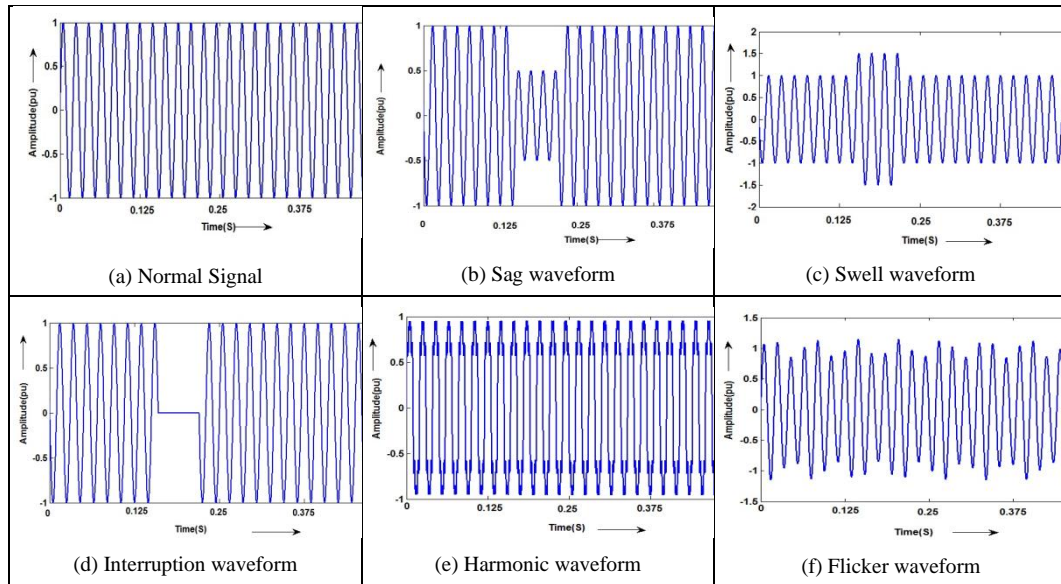 Amplitude(pu)
1
0.5
0
-0.5
-1
0 0.125 0.25 0.375
Time(S)
(a) Normal Signal
Amplitude(pu)
1
0.5
0
-0.5
-1
0 0.125 0.25 0.375
Time(S)
(b) Sag waveform
Amplitude(pu)
2
1.5
1
0.5
0
-0.5
-1
-1.5
-2
0 0.125 0.25 0.375
Time(S)
(c) Swell waveform
Amplitude(pu)
1
0.5
0
-0.5
-1
0 0.125 0.25 0.375
Time(S)
(d) Interruption waveform
Amplitude(pu)
1
0.5
0
-0.5
-1
0 0.125 0.25 0.375
Time(S)
(e) Harmonic waveform
Amplitude(pu)
1.5
1
0.5
0
-0.5
-1
-1.5
0 0.125 0.25 0.375
Time(S)
(f) Flicker waveform